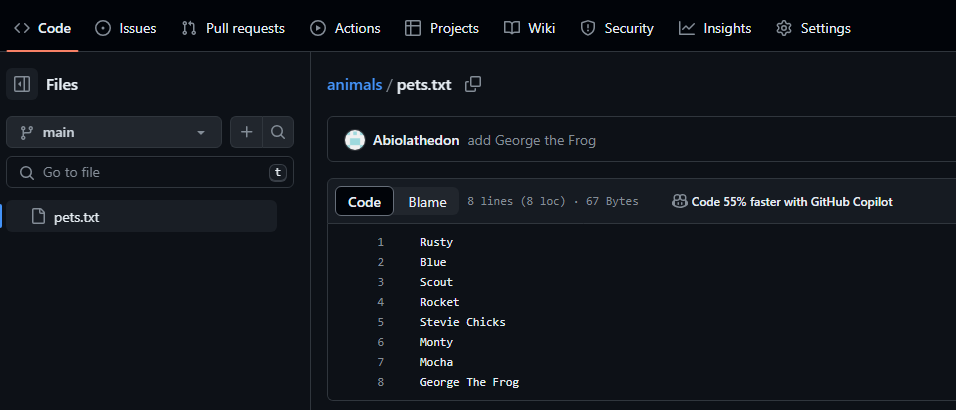 Code Issues Pull requests Actions Projects Wiki Security Insights Settings
Files
main
Go to file t
pets.txt
animals / pets.txt
Abiolathedon add George the Frog
Code Blame 8 lines (8 loc) · 67 Bytes Code 55% faster with GitHub Copilot
1 Rusty
2 Blue
3 Scout
4 Rocket
5 Stevie Chicks
6 Monty
7 Mocha
8 George The Frog